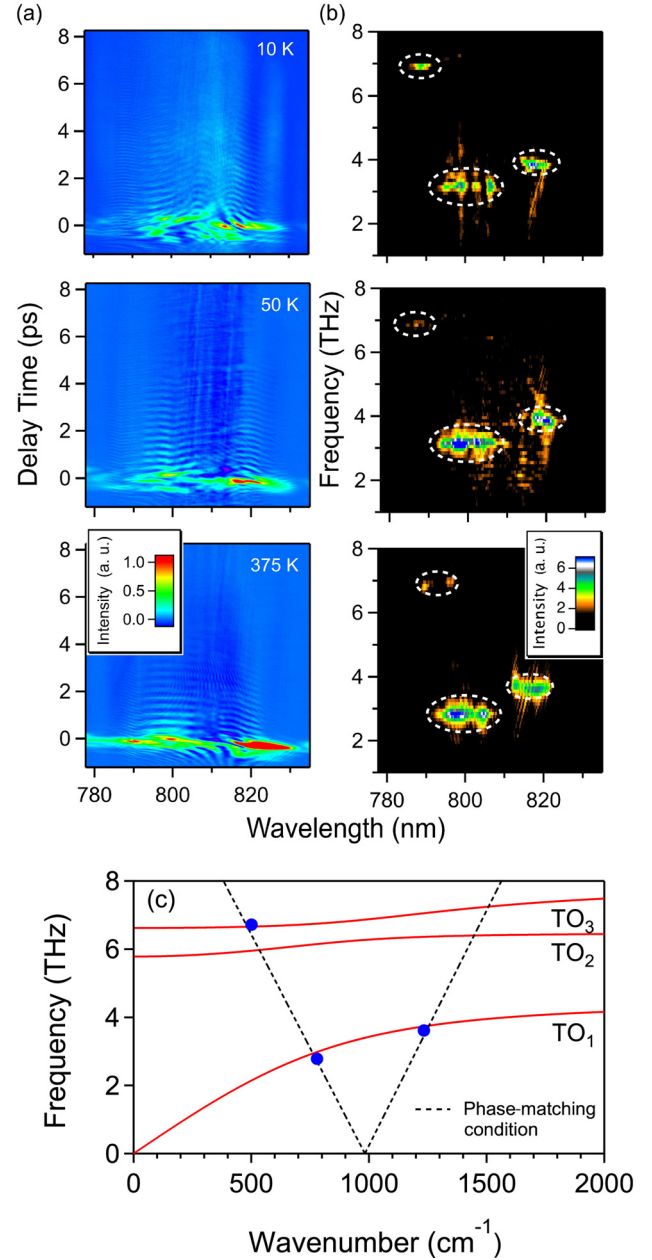 (a)
(b)
10 K
8
6
4
2
0
8
6
4
2
50 K
8
6
4
2
0
8
6
4
2
Delay Time (ps)
Frequency (THz)
375 K
8
6
4
2
0
Intensity (a. u.)
1.0
0.5
0.0
8
6
4
2
Intensity (a. u.)
6
4
2
0
780
800
820
780
800
820
Wavelength (nm)
(c)
8
6
4
2
0
Frequency (THz)
TO3
TO2
TO1
Phase-matching
condition
0
500
1000
1500
2000
Wavenumber (cm-1)